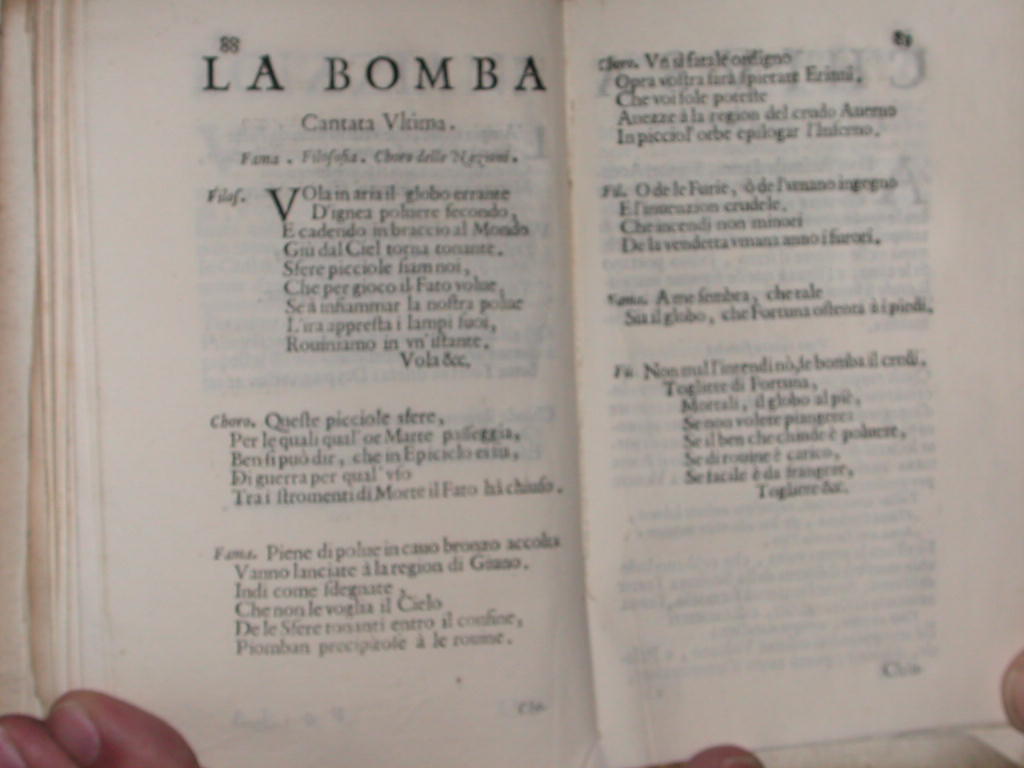 88
LA BOMBA
Cantata Vltima.
Fama. Filosofia. Choro delle Nazioni.
Filos. VOla in aria il globo errante
D'ignea poluere fecondo,
E cadendo in braccio al Mondo
Giù dal Ciel torna tonante.
Sfere picciole siam noi,
Che per gioco il Fato volue,
Se à infiammar la nostra polue
L'ira appresta i lampi suoi,
Rouiniamo in vn' istante.
Vola &c.
Choro. Queste picciole sfere,
Per le quali qual' or Marte passeggia,
Ben si può dir, che in Epiciclo
Di guerra per qual' vso
Tra i stromenti di Morte il Fato hà chiuso.
Fama. Piene di polue in cauo bronzo accolta
Vanno lanciate à la region di Giuno.
Indi come sdegnate,
Che non le voglia il Cielo
De le Sfere tonanti entro il confine,
Piomban precipitose à le rouine.
89
Choro. Vn sì fatale ordigno
Opra vostra sarà spietate Erinni,
Che voi sole poteste
Auezze à la region del crudo Auerno
In picciol' orbe epilogar l'Inferno.
Fil. O de le Furie, ò de l'umano ingegno
E l'inuenzion crudele,
Che incendi non minori
De la vendetta vmana anno i furori.
Fama. A me sembra, che tale
Sia il globo, che Fortuna ostenta à i piedi.
Fil. Non mal l'intendi nò, se bomba il credi.
Togliete di Fortuna,
Mortali, il globo al piè,
Se non volete piangere
Se il ben che chiude è poluere,
Se di rouine è carico,
Se facile è da frangere,
Togliete &c.